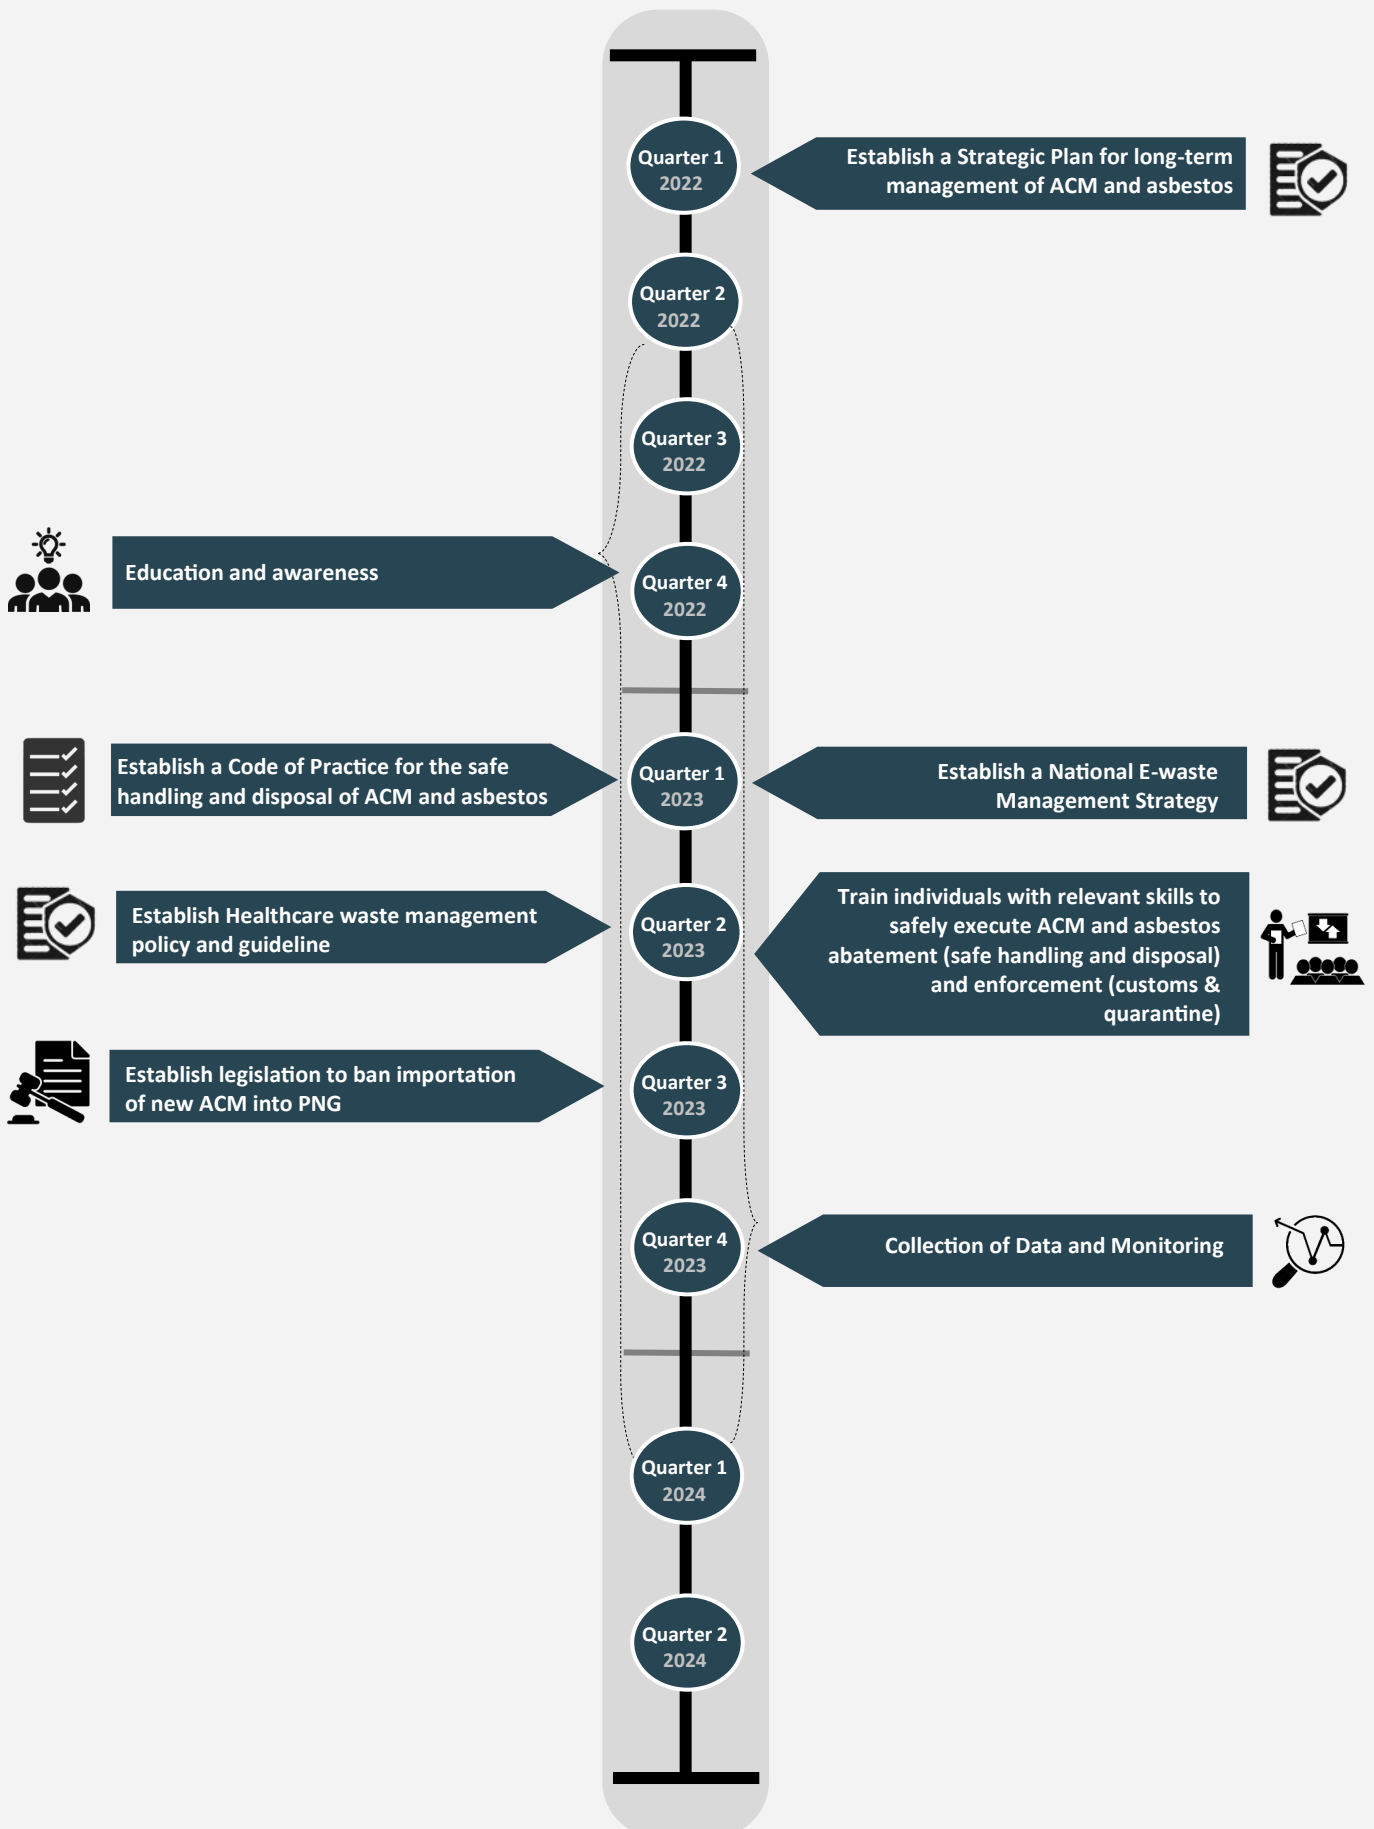 Quarter 1
2022
Establish a Strategic Plan for long-term
management of ACM and asbestos
Quarter 2
2022
Quarter 3
2022
Education and awareness
Quarter 4
2022
Establish a Code of Practice for the safe
handling and disposal of ACM and asbestos
Quarter 1
2023
Establish a National E-waste
Management Strategy
Establish Healthcare waste management
policy and guideline
Quarter 2
2023
Train individuals with relevant skills to
safely execute ACM and asbestos
abatement (safe handling and disposal)
and enforcement (customs &
quarantine)
Establish legislation to ban importation
of new ACM into PNG
Quarter 3
2023
Quarter 4
2023
Collection of Data and Monitoring
Quarter 1
2024
Quarter 2
2024